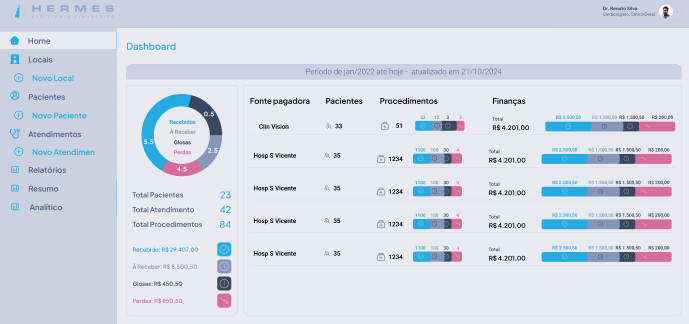 HERMES
ASSISTENTE FINANCEIRO
Dr. Renato Silva
Cardiologista, Clínica Geral
Home
Locais
Novo Local
Pacientes
Novo Paciente
Atendimentos
Novo Atendimen
Relatórios
Resumo
Analítico
Dashboard
Período de jan/2022 até hoje - atualizado em 21/10/2024
0.5
5.5
2.5
4.5
Recebidos
À Receber
Glosas
Perdas
Total Pacientes 23
Total Atendimento 42
Total Procedimentos 84
Recebido: R$ 29.407,00
À Receber: R$ 8.500,50
Glosas: R$ 450,50
Perdas: R$ 650,50
Fonte pagadora Pacientes Procedimentos Finanças
Clin Vision 33 51 33 12 3 3 Total R$ 4.201,00 R$ 2.500,50 R$ 1.500,50 R$ 1.500,50 R$ 200,00
Hosp S Vicente 35 1234 1100 100 30 4 Total R$ 4.201,00 R$ 2.500,50 R$ 1.500,50 R$ 1.500,50 R$ 200,00
Hosp S Vicente 35 1234 1100 100 30 4 Total R$ 4.201,00 R$ 2.500,50 R$ 1.500,50 R$ 1.500,50 R$ 200,00
Hosp S Vicente 35 1234 1100 100 30 4 Total R$ 4.201,00 R$ 2.500,50 R$ 1.500,50 R$ 1.500,50 R$ 200,00
Hosp S Vicente 35 1234 1100 100 30 4 Total R$ 4.201,00 R$ 2.500,50 R$ 1.500,50 R$ 1.500,50 R$ 200,00